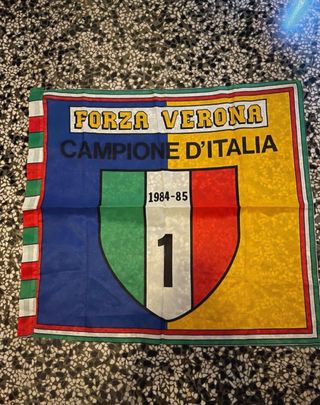 FORZA VERONA
CAMPIONE D'ITALIA
1984-85
1